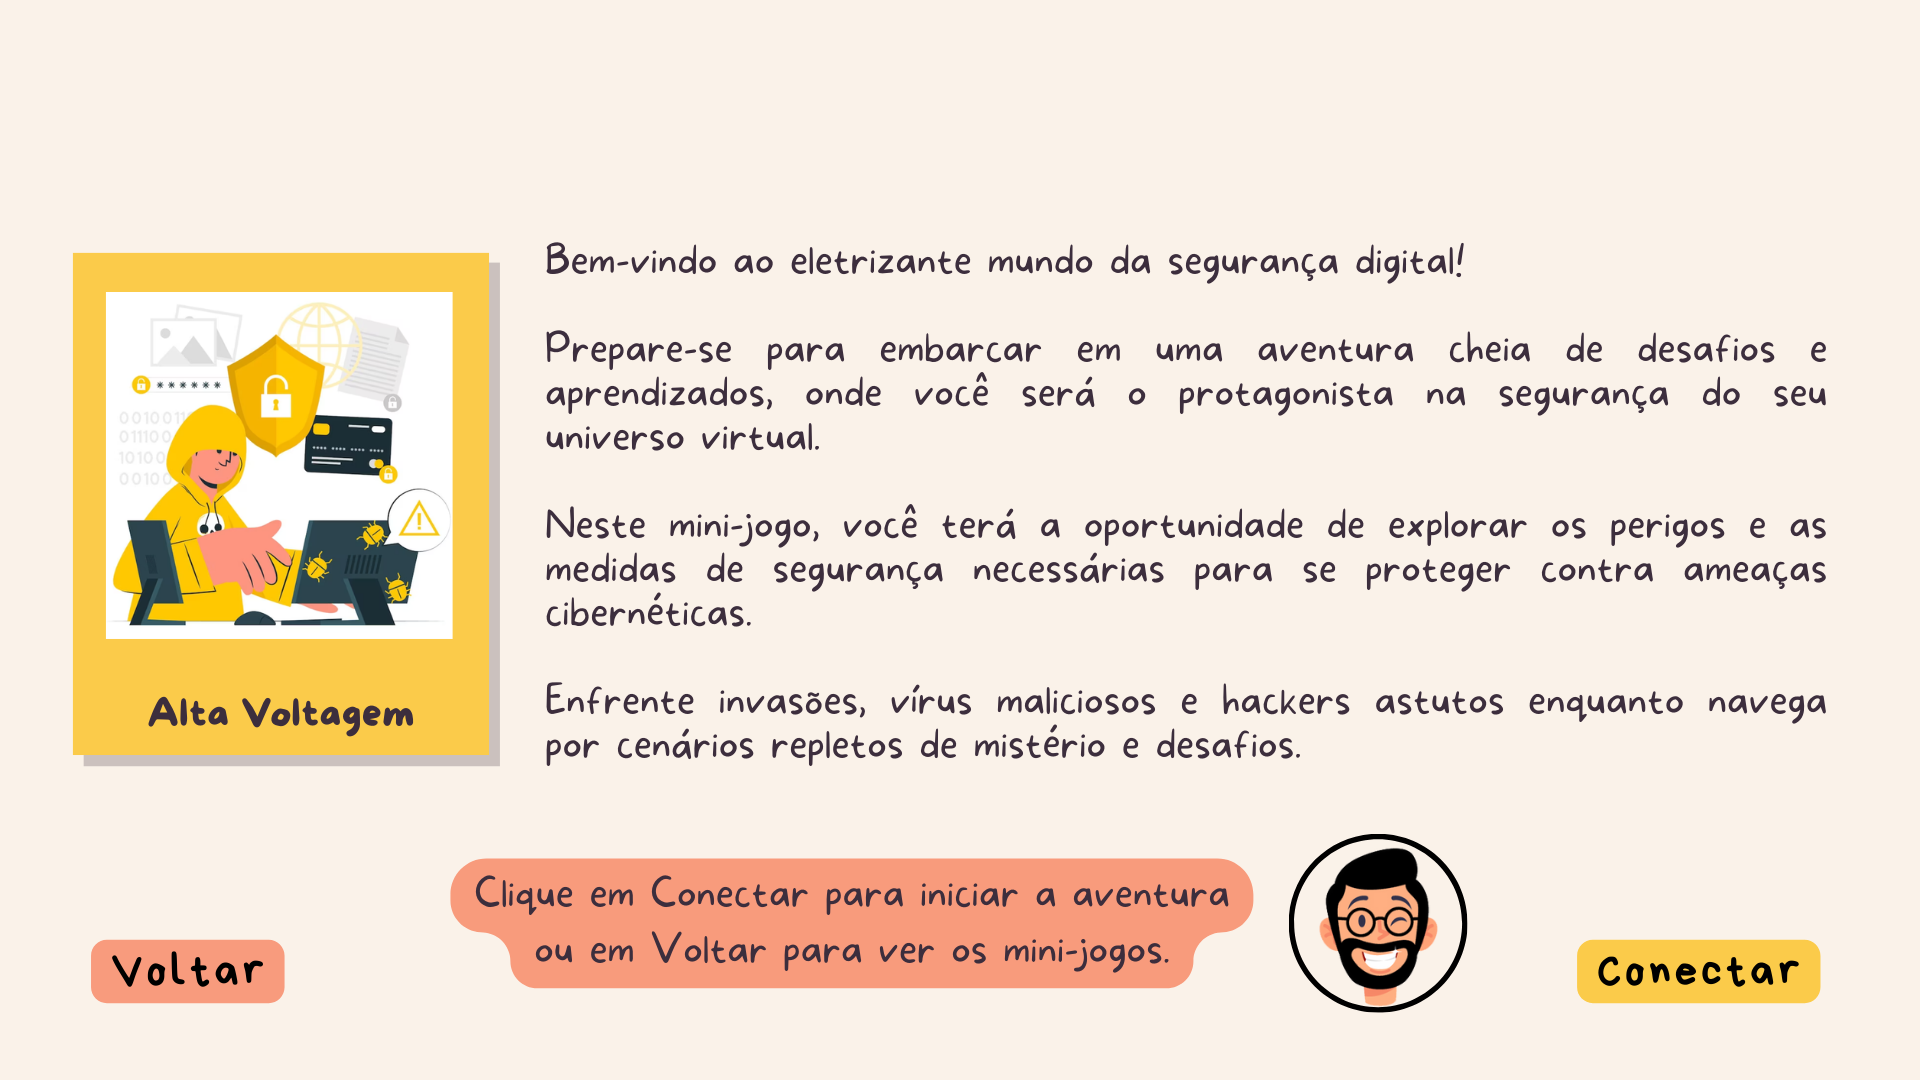 Bem-vindo ao eletrizante mundo da segurança digital!
Prepare-se para embarcar em uma aventura cheia de desafios e
aprendizados, onde você será o protagonista na segurança do seu
universo virtual.
Neste mini-jogo, você terá a oportunidade de explorar os perigos e as
medidas de segurança necessárias para se proteger contra ameaças
cibernéticas.
Enfrente invasões, vírus maliciosos e hackers astutos enquanto navega
por cenários repletos de mistério e desafios.
******
0010011
011100
10100
00100
Alta Voltagem
Clique em Conectar para iniciar a aventura
ou em Voltar para ver os mini-jogos.
Voltar
Conectar